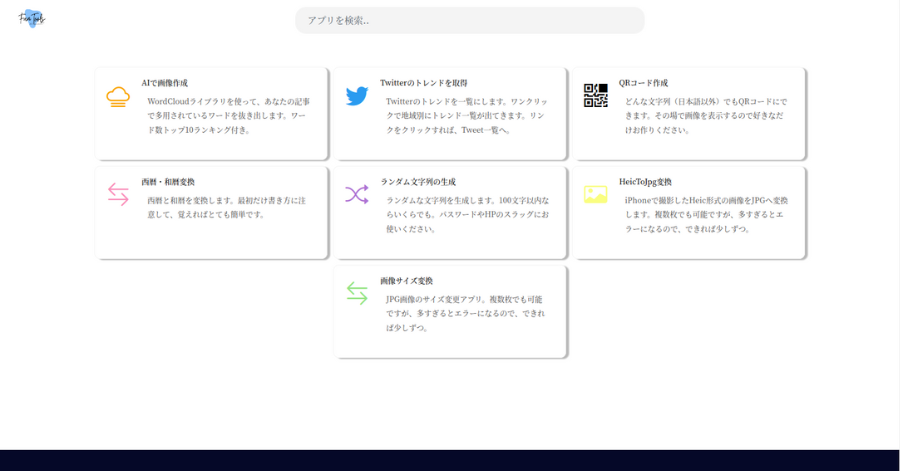 Free Tools
アプリを検索..
AIで画像作成
WordCloudライブラリを使って、あなたの記事
で多用されているワードを抜き出します。ワー
ド数トップ10ランキング付き。
Twitterのトレンドを取得
Twitterのトレンドを一覧にします。ワンクリッ
クで地域別にトレンド一覧が出てきます。リン
クをクリックすれば、Tweet一覧へ。
QRコード作成
どんな文字列（日本語以外）でもQRコードにで
きます。その場で画像を表示するので好きなだ
けお作りください。
西暦・和暦変換
西暦と和暦を変換します。最初だけ書き方に注
意して、覚えればとても簡単です。
ランダム文字列の生成
ランダムな文字列を生成します。100文字以内な
らいくらでも。パスワードやHPのスラッグにお
使いください。
HeicToJpg変換
iPhoneで撮影したHeic形式の画像をJPGへ変換
します。複数枚でも可能ですが、多すぎるとエ
ラーになるので、できれば少しずつ。
画像サイズ変換
JPG画像のサイズ変更アプリ。複数枚でも可能
ですが、多すぎるとエラーになるので、できれ
ば少しずつ。